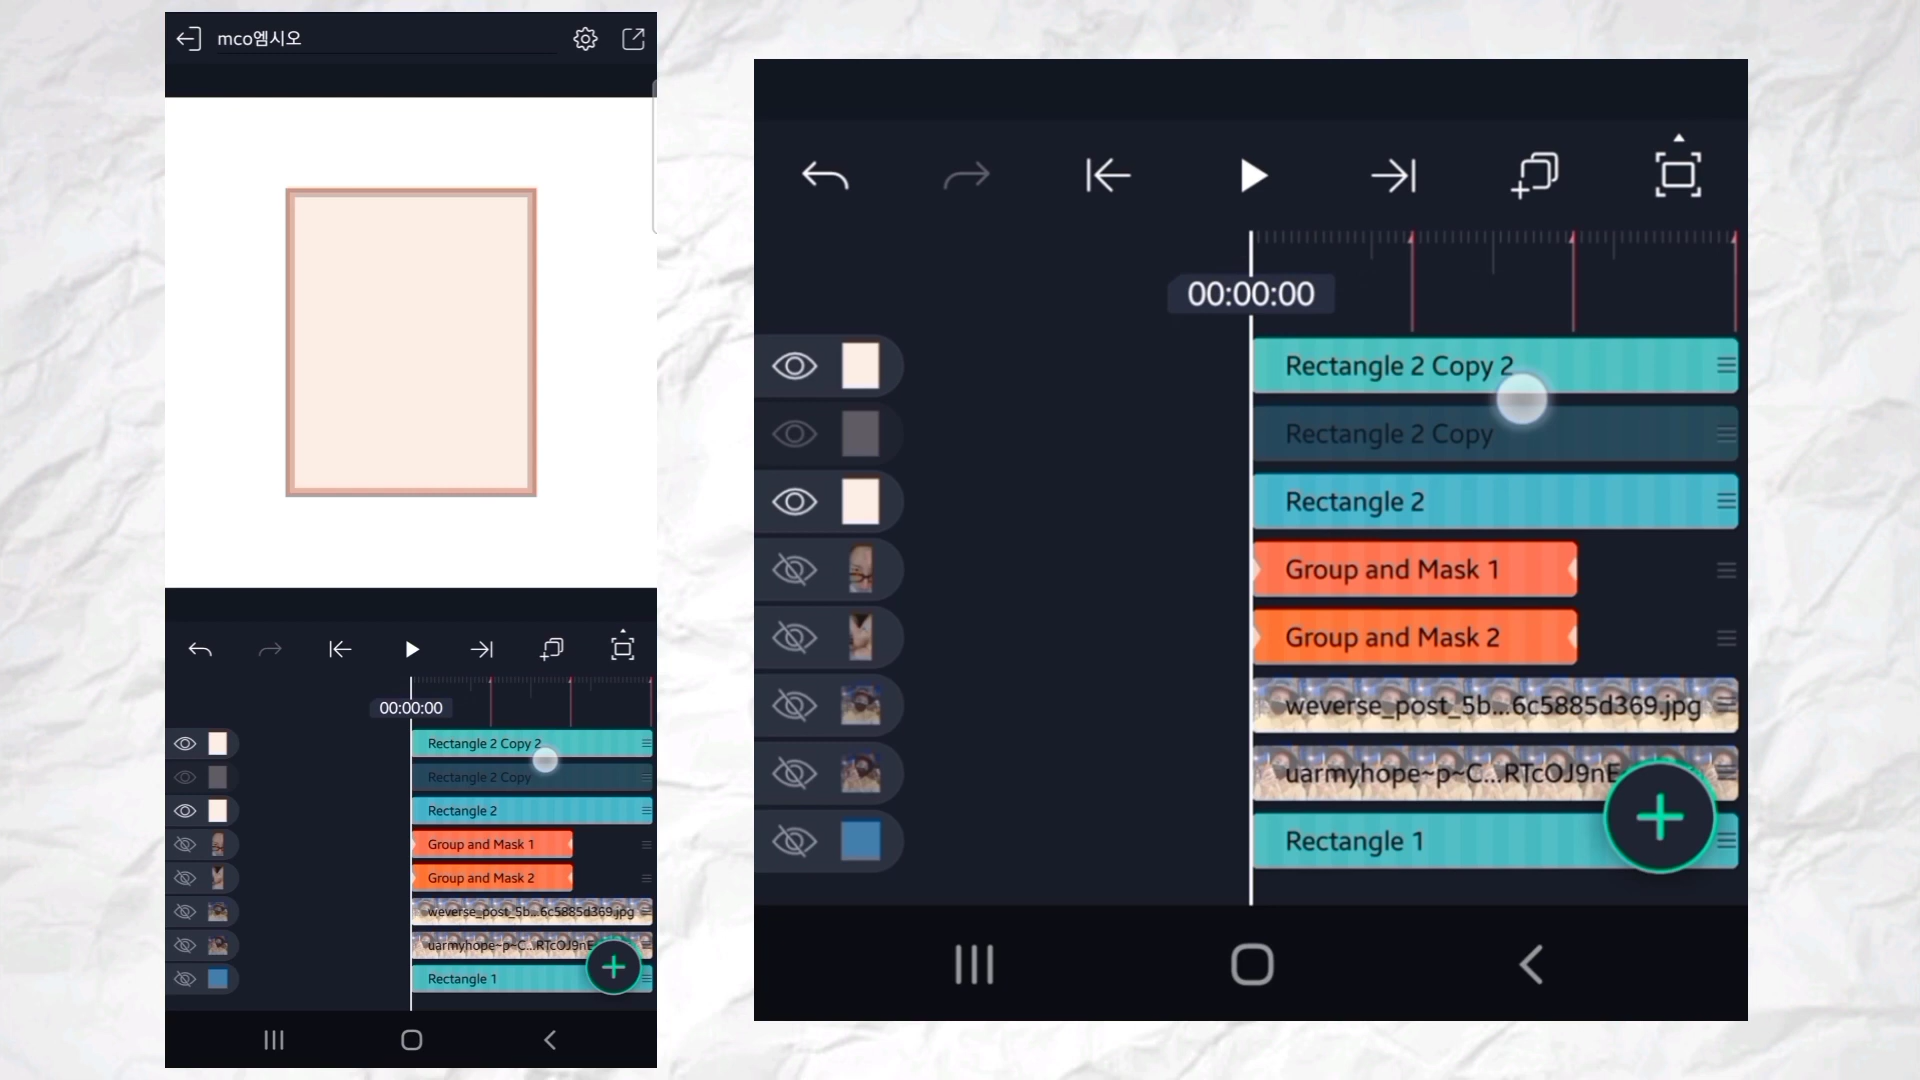 mco엠시오
00:00:00
Rectangle 2 Copy 2
Rectangle 2 Copy
Rectangle 2
Group and Mask 1
Group and Mask 2
weverse_post_5b...6c5885d369.jpg
uarmyhope~p~C...RTcOJ9nE
Rectangle 1
00:00:00
Rectangle 2 Copy 2
Rectangle 2 Copy
Rectangle 2
Group and Mask 1
Group and Mask 2
weverse_post_5b...6c5885d369.jpg
uarmyhope~p~C...RTcOJ9nE
Rectangle 1